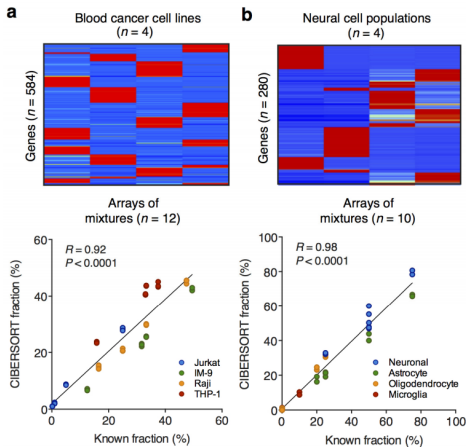 a
Blood cancer cell lines
(n = 4)
Genes (n = 584)
Arrays of
mixtures (n = 12)
60
40
20
0
0
20
40
60
R = 0.92
P < 0.0001
Jurkat
IM-9
Raji
THP-1
CIBERSORT fraction (%)
Known fraction (%)
b
Neural cell populations
(n = 4)
Genes (n = 280)
Arrays of
mixtures (n = 10)
100
80
60
40
20
0
0
20
40
60
80
100
R = 0.98
P < 0.0001
Neuronal
Astrocyte
Oligodendrocyte
Microglia
CIBERSORT fraction (%)
Known fraction (%)